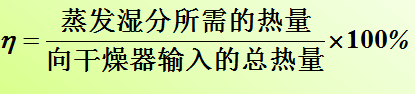 η = 蒸发湿分所需的热量 / 向干燥器输入的总热量 ×100%